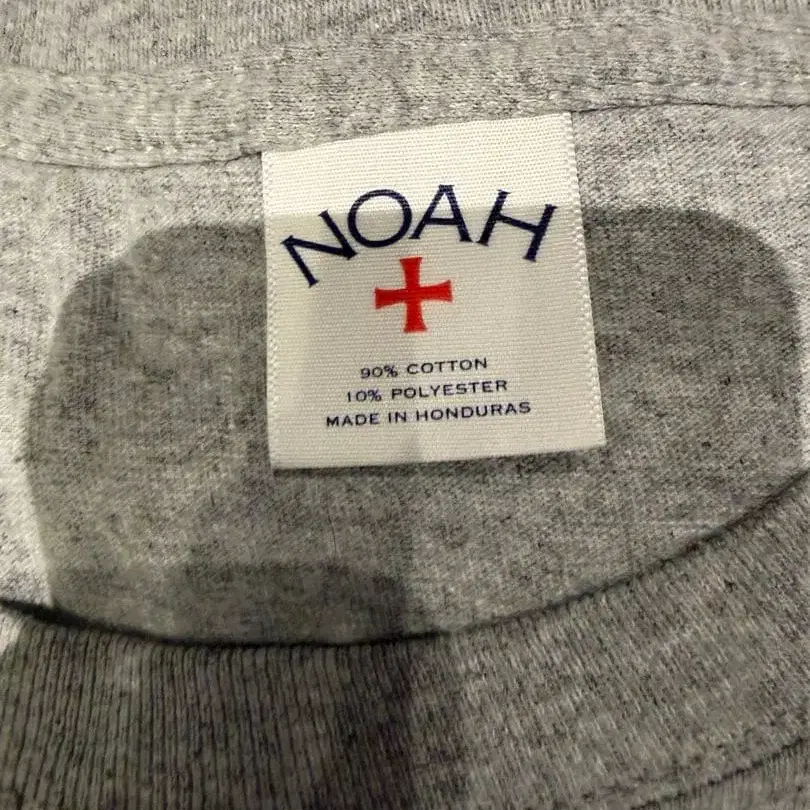 NOAH
90% COTTON
10% POLYESTER
MADE IN HONDURAS